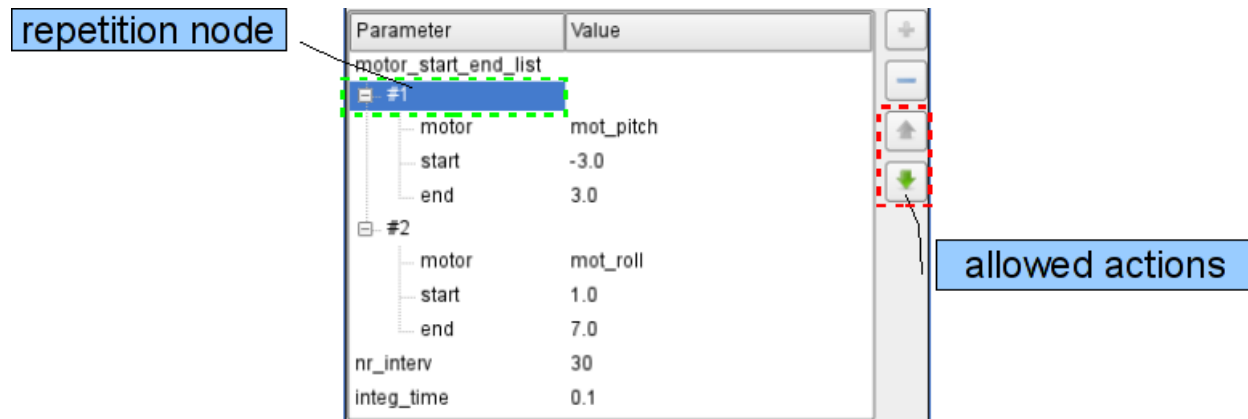 repetition node
Parameter Value
motor_start_end_list
#1
motor mot_pitch
start -3.0
end 3.0
#2
motor mot_roll
allowed actions
start 1.0
end 7.0
nr_interv 30
integ_time 0.1